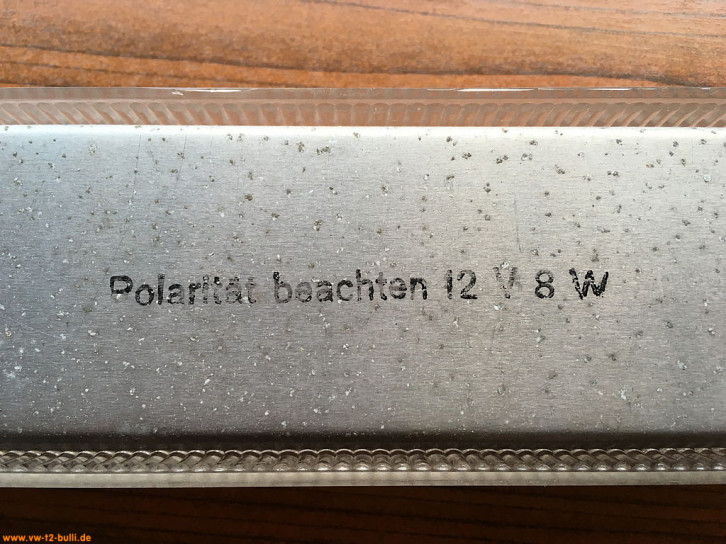 Polarität beachten 12 V 8 W
www.vw-t2-bulli.de